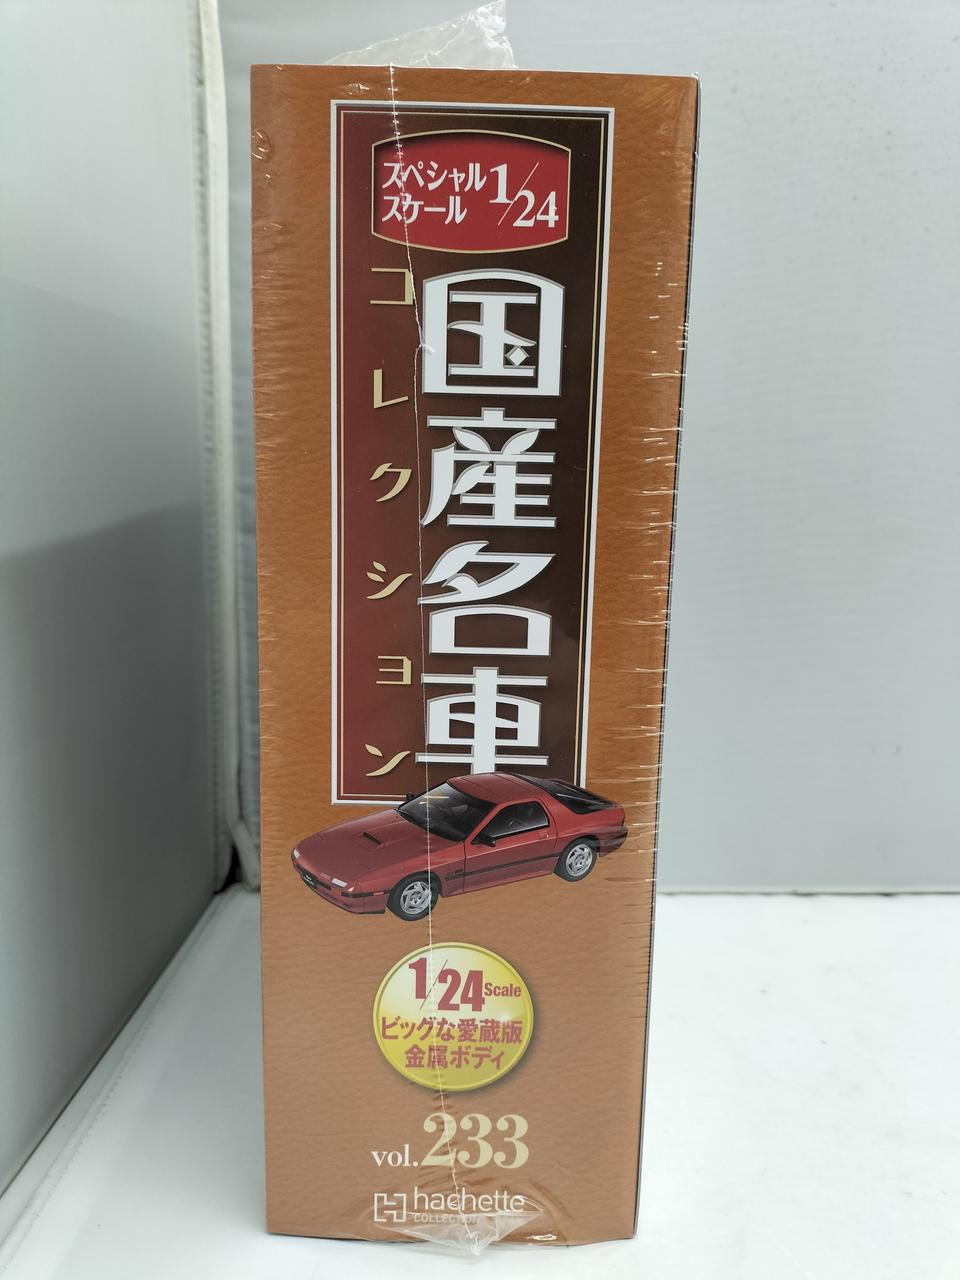 スペシャル
スケール 1/24
国産名車
コレクション
1/24 Scale
ビッグな愛蔵版
金属ボディ
vol.233
hachette
COLLECTION